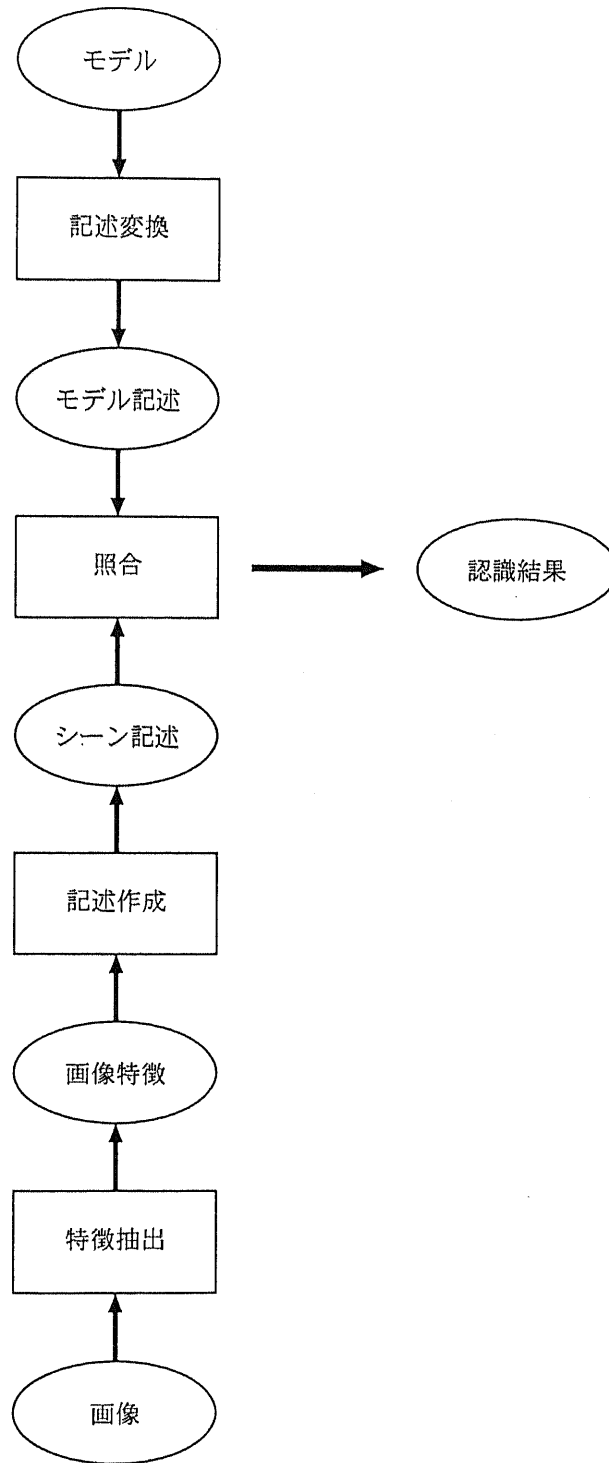 モデル
記述変換
モデル記述
照合
認識結果
シーン記述
記述作成
画像特徴
特徴抽出
画像